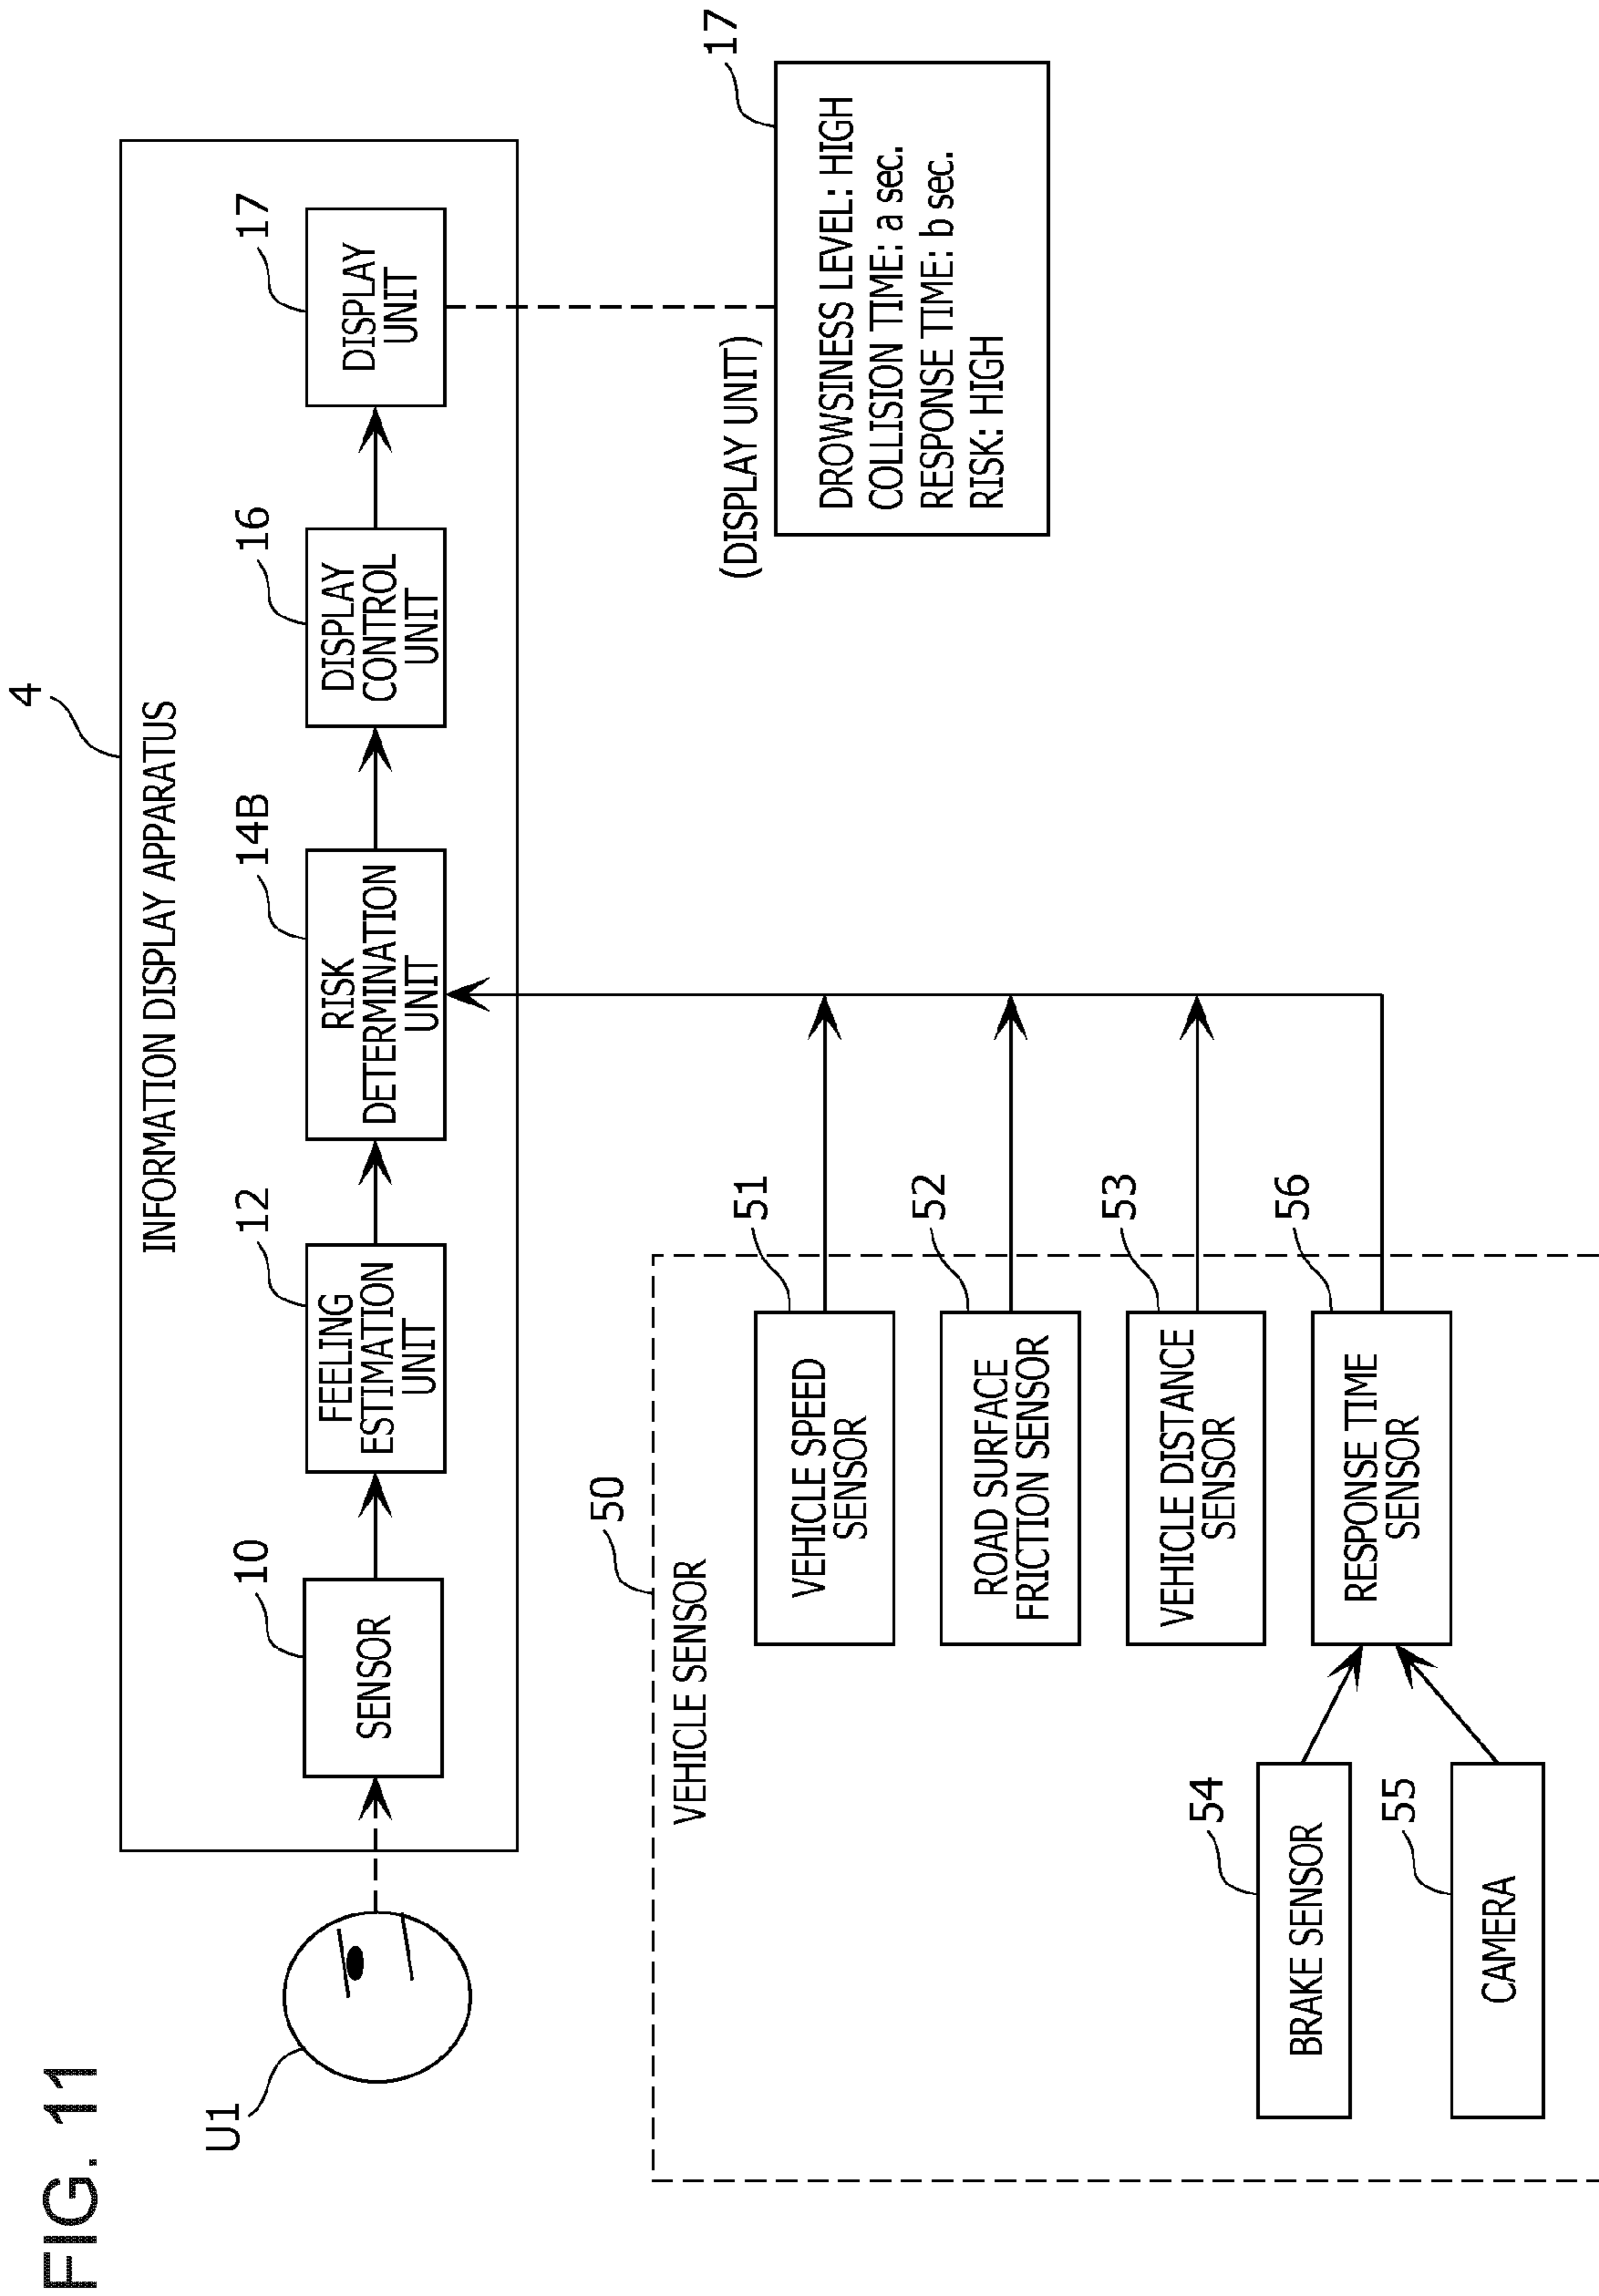 FIG. 11
4
INFORMATION DISPLAY APPARATUS
U1
10
SENSOR
12
FEELING
ESTIMATION
UNIT
14B
RISK
DETERMINATION
UNIT
16
DISPLAY
CONTROL
UNIT
17
DISPLAY
UNIT
50
VEHICLE SENSOR
51
VEHICLE SPEED
SENSOR
52
ROAD SURFACE
FRICTION SENSOR
53
VEHICLE DISTANCE
SENSOR
54
BRAKE SENSOR
55
CAMERA
56
RESPONSE TIME
SENSOR
(DISPLAY UNIT)
17
DROWSINESS LEVEL: HIGH
COLLISION TIME: a sec.
RESPONSE TIME: b sec.
RISK: HIGH